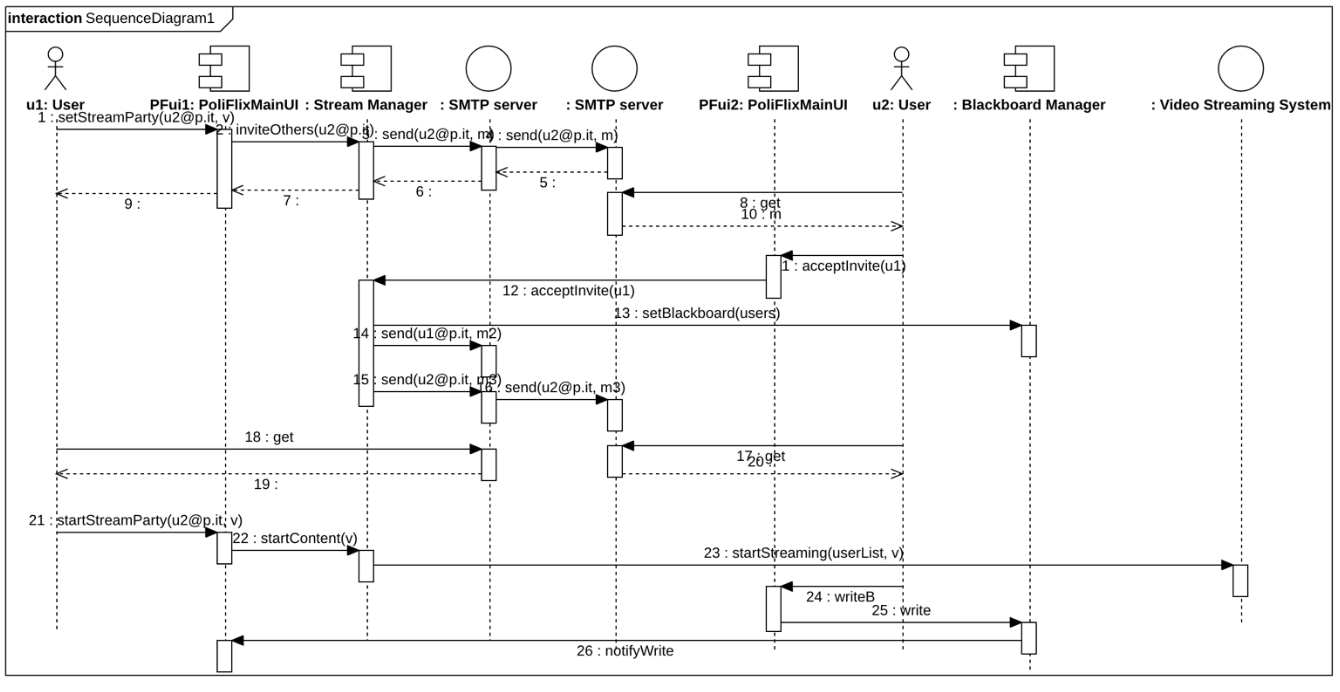 interaction SequenceDiagram1
u1: User
PFui1: PoliFlixMainUI
: Stream Manager
: SMTP server
: SMTP server
PFui2: PoliFlixMainUI
u2: User
: Blackboard Manager
: Video Streaming System
1 : setStreamParty(u2@p.it, v)
2 : inviteOthers(u2@p.it)
3 : send(u2@p.it, m)
4 : send(u2@p.it, m)
5 :
6 :
7 :
9 :
8 : get
10 : m
1 : acceptInvite(u1)
12 : acceptInvite(u1)
13 : setBlackboard(users)
14 : send(u1@p.it, m2)
15 : send(u2@p.it, m3)
16 : send(u2@p.it, m3)
18 : get
17 : get
19 :
20 :
21 : startStreamParty(u2@p.it, v)
22 : startContent(v)
23 : startStreaming(userList, v)
24 : writeB
25 : write
26 : notifyWrite